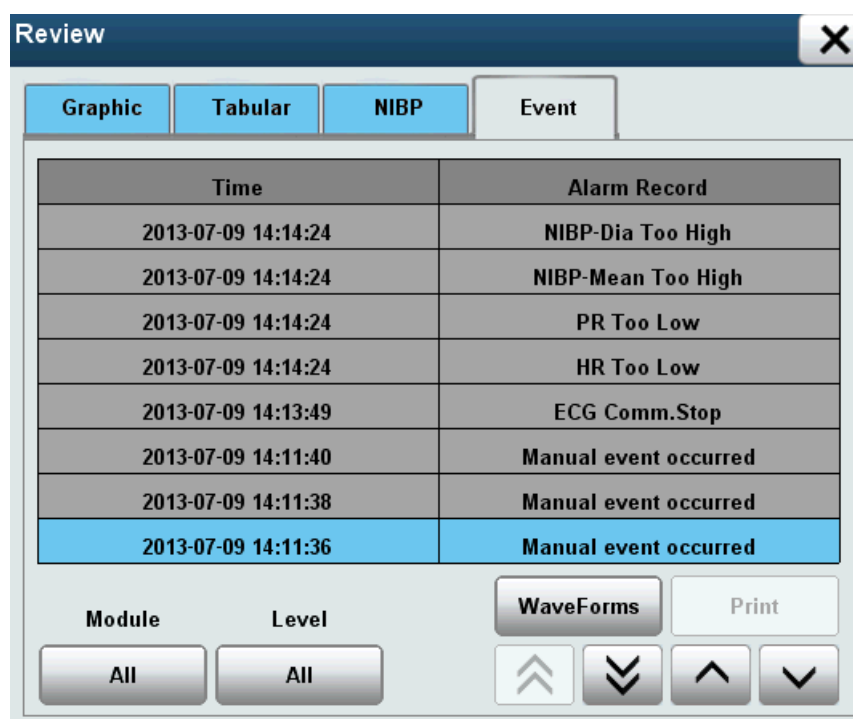 Review
Graphic Tabular NIBP Event
Time Alarm Record
2013-07-09 14:14:24 NIBP-Dia Too High
2013-07-09 14:14:24 NIBP-Mean Too High
2013-07-09 14:14:24 PR Too Low
2013-07-09 14:14:24 HR Too Low
2013-07-09 14:13:49 ECG Comm.Stop
2013-07-09 14:11:40 Manual event occurred
2013-07-09 14:11:38 Manual event occurred
2013-07-09 14:11:36 Manual event occurred
Module Level WaveForms Print
All All